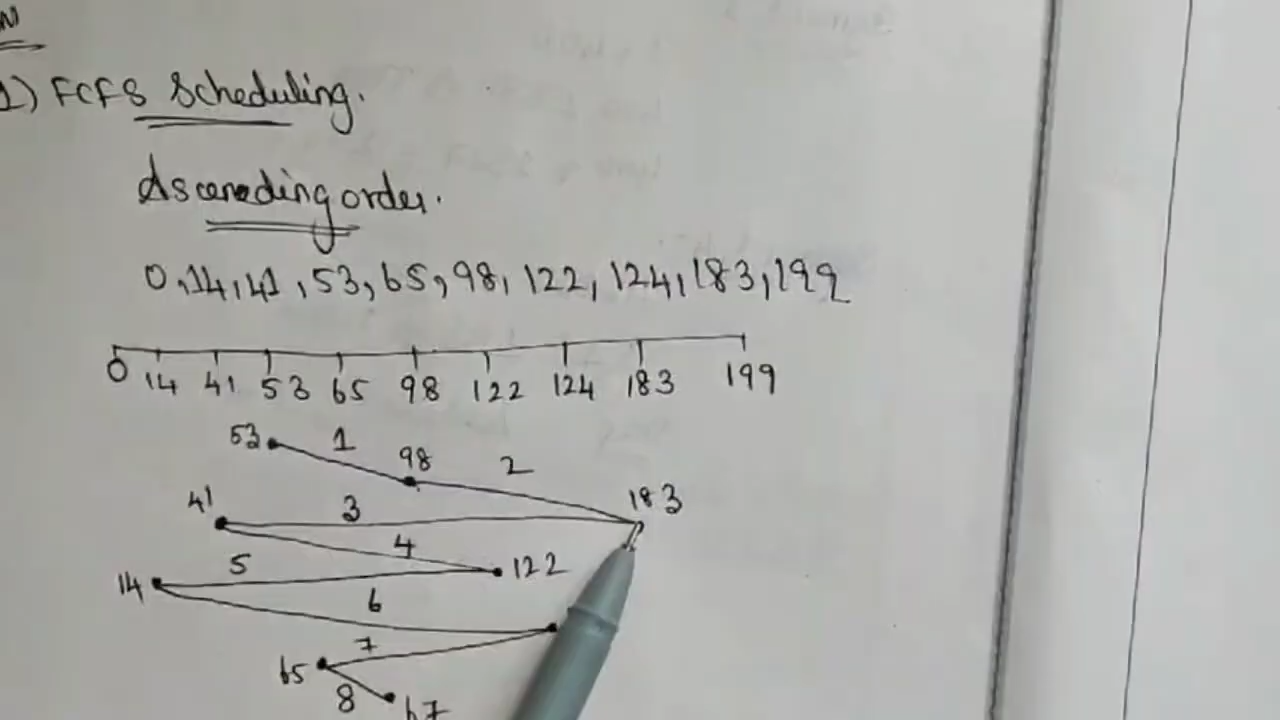 1) FCFS Scheduling.
Ascending order.
0, 14, 41, 53, 65, 98, 122, 124, 183, 199
0 14 41 53 65 98 122 124 183 199
53 1 98 2 183
41 3
4 122
14 5
6
65 7
8 67